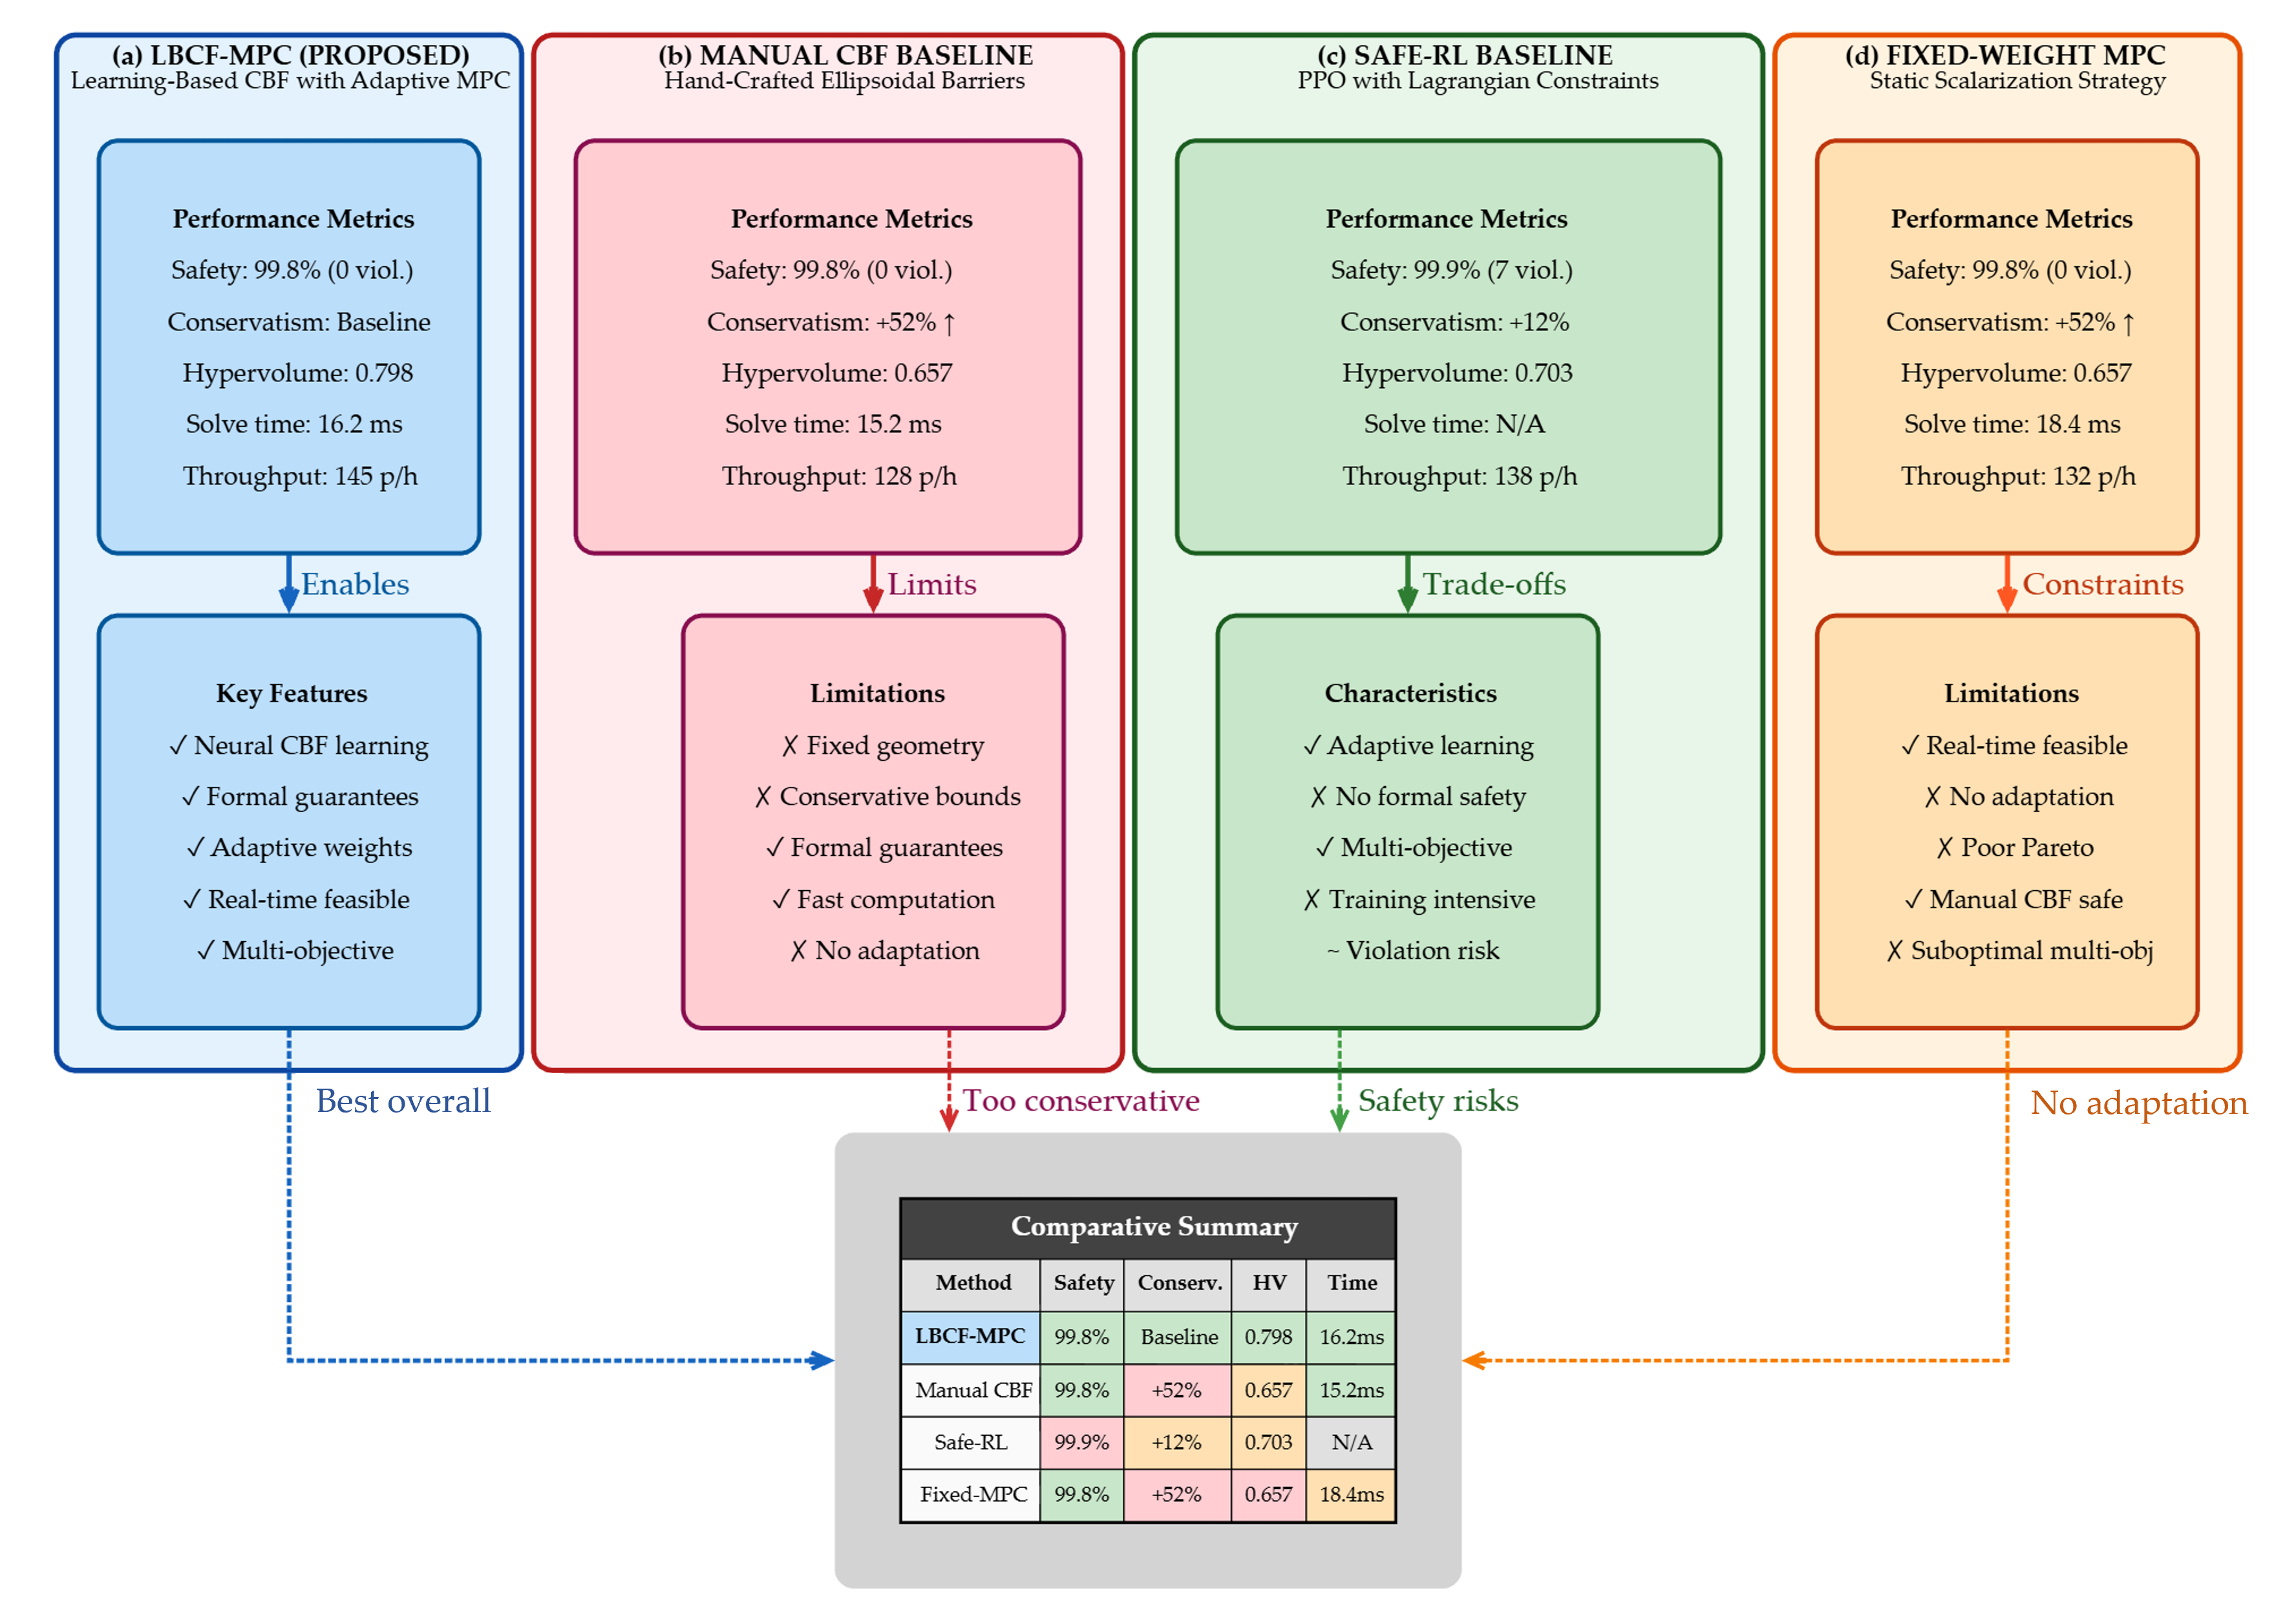 (a) LBCF-MPC (PROPOSED)
Learning-Based CBF with Adaptive MPC
Performance Metrics
Safety: 99.8% (0 viol.)
Conservatism: Baseline
Hypervolume: 0.798
Solve time: 16.2 ms
Throughput: 145 p/h
Enables
Key Features
✓ Neural CBF learning
✓ Formal guarantees
✓ Adaptive weights
✓ Real-time feasible
✓ Multi-objective
Best overall
(b) MANUAL CBF BASELINE
Hand-Crafted Ellipsoidal Barriers
Performance Metrics
Safety: 99.8% (0 viol.)
Conservatism: +52% ↑
Hypervolume: 0.657
Solve time: 15.2 ms
Throughput: 128 p/h
Limits
Limitations
✗ Fixed geometry
✗ Conservative bounds
✓ Formal guarantees
✓ Fast computation
✗ No adaptation
Too conservative
(c) SAFE-RL BASELINE
PPO with Lagrangian Constraints
Performance Metrics
Safety: 99.9% (7 viol.)
Conservatism: +12%
Hypervolume: 0.703
Solve time: N/A
Throughput: 138 p/h
Trade-offs
Characteristics
✓ Adaptive learning
✗ No formal safety
✓ Multi-objective
✗ Training intensive
~ Violation risk
Safety risks
(d) FIXED-WEIGHT MPC
Static Scalarization Strategy
Performance Metrics
Safety: 99.8% (0 viol.)
Conservatism: +52% ↑
Hypervolume: 0.657
Solve time: 18.4 ms
Throughput: 132 p/h
Constraints
Limitations
✓ Real-time feasible
✗ No adaptation
✗ Poor Pareto
✓ Manual CBF safe
✗ Suboptimal multi-obj
No adaptation
Comparative Summary
Method Safety Conserv. HV Time
LBCF-MPC 99.8% Baseline 0.798 16.2ms
Manual CBF 99.8% +52% 0.657 15.2ms
Safe-RL 99.9% +12% 0.703 N/A
Fixed-MPC 99.8% +52% 0.657 18.4ms